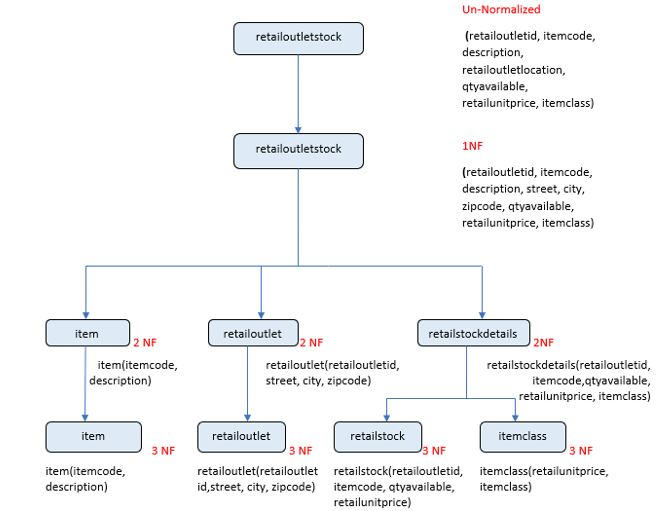 Un-Normalized
retailoutletstock
(retailoutletid, itemcode,
description,
retailoutletlocation,
qtyavailable,
retailunitprice, itemclass)
retailoutletstock
1NF
(retailoutletid, itemcode,
description, street, city,
zipcode, qtyavailable,
retailunitprice, itemclass)
item
2 NF
retailoutlet
2 NF
retailstockdetails
2NF
item(itemcode,
description)
retailoutlet(retailoutletid,
street, city, zipcode)
retailstockdetails(retailoutletid,
itemcode,qtyavailable,
retailunitprice, itemclass)
item
3 NF
retailoutlet
3 NF
retailstock
3 NF
itemclass
3 NF
item(itemcode,
description)
retailoutlet(retailoutlet
id,street, city, zipcode)
retailstock(retailoutletid,
itemcode, qtyavailable,
retailunitprice)
itemclass(retailunitprice,
itemclass)